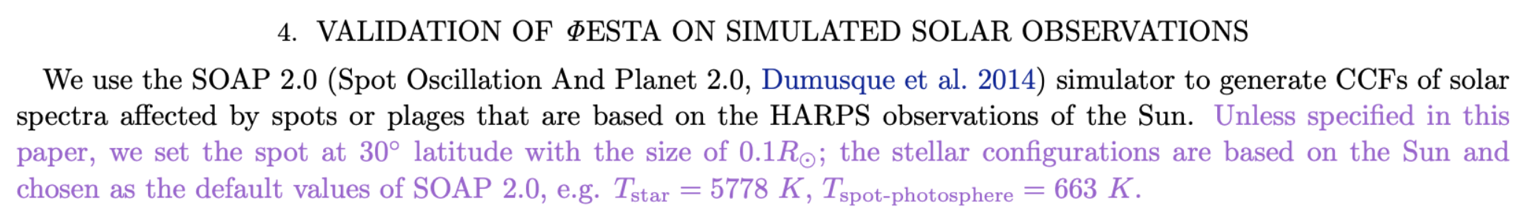 4. VALIDATION OF ΦESTA ON SIMULATED SOLAR OBSERVATIONS
We use the SOAP 2.0 (Spot Oscillation And Planet 2.0, Dumusque et al. 2014) simulator to generate CCFs of solar
spectra affected by spots or plages that are based on the HARPS observations of the Sun. Unless specified in this
paper, we set the spot at 30° latitude with the size of 0.1R⊙; the stellar configurations are based on the Sun and
chosen as the default values of SOAP 2.0, e.g. Tstar = 5778 K, Tspot-photosphere = 663 K.